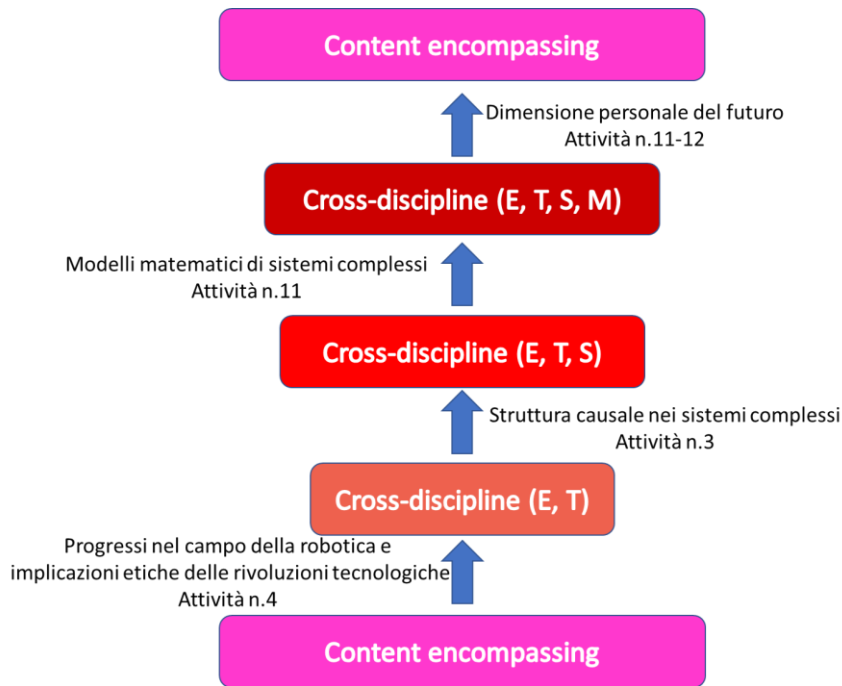 Content encompassing
Dimensione personale del futuro
Attività n.11-12
Cross-discipline (E, T, S, M)
Modelli matematici di sistemi complessi
Attività n.11
Cross-discipline (E, T, S)
Struttura causale nei sistemi complessi
Attività n.3
Cross-discipline (E, T)
Progressi nel campo della robotica e
implicazioni etiche delle rivoluzioni tecnologiche
Attività n.4
Content encompassing